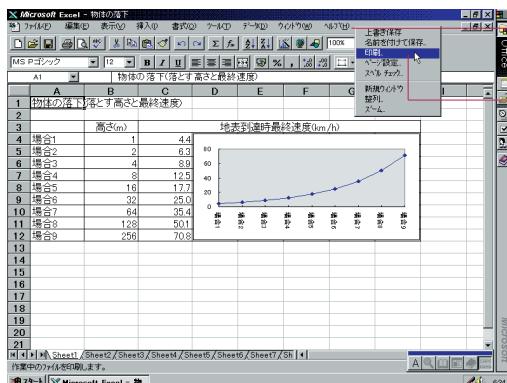 Microsoft Excel - 物体の落下
ファイル(F) 編集(E) 表示(V) 挿入(I) 書式(O) ツール(T) データ(D) ウィンドウ(W) ヘルプ(H)
上書き保存
名前を付けて保存...
印刷...
ページ設定...
スペル チェック...
新規ウィンドウ
整列...
ズーム...
100%
MS Pゴシック 12 B I U
A1 物体の落下(落とす高さと最終速度)
A B C D E F G H I
1 物体の落下(落とす高さと最終速度)
2
3 高さ(m) 地表到達時最終速度(km/h)
4 場合1 1 4.4
5 場合2 2 6.3
6 場合3 4 8.9
7 場合4 8 12.5
8 場合5 16 17.7
9 場合6 32 25.0
10 場合7 64 35.4
11 場合8 128 50.1
12 場合9 256 70.8
13
14
15
16
17
18
19
20
21
80
60
40
20
0
場合1 場合2 場合3 場合4 場合5 場合6 場合7 場合8 場合9
Sheet1 Sheet2 Sheet3 Sheet4 Sheet5 Sheet6 Sheet7 Sh
作業中のファイルを印刷します。
スタート Microsoft Excel - 物
Office
Microsoft